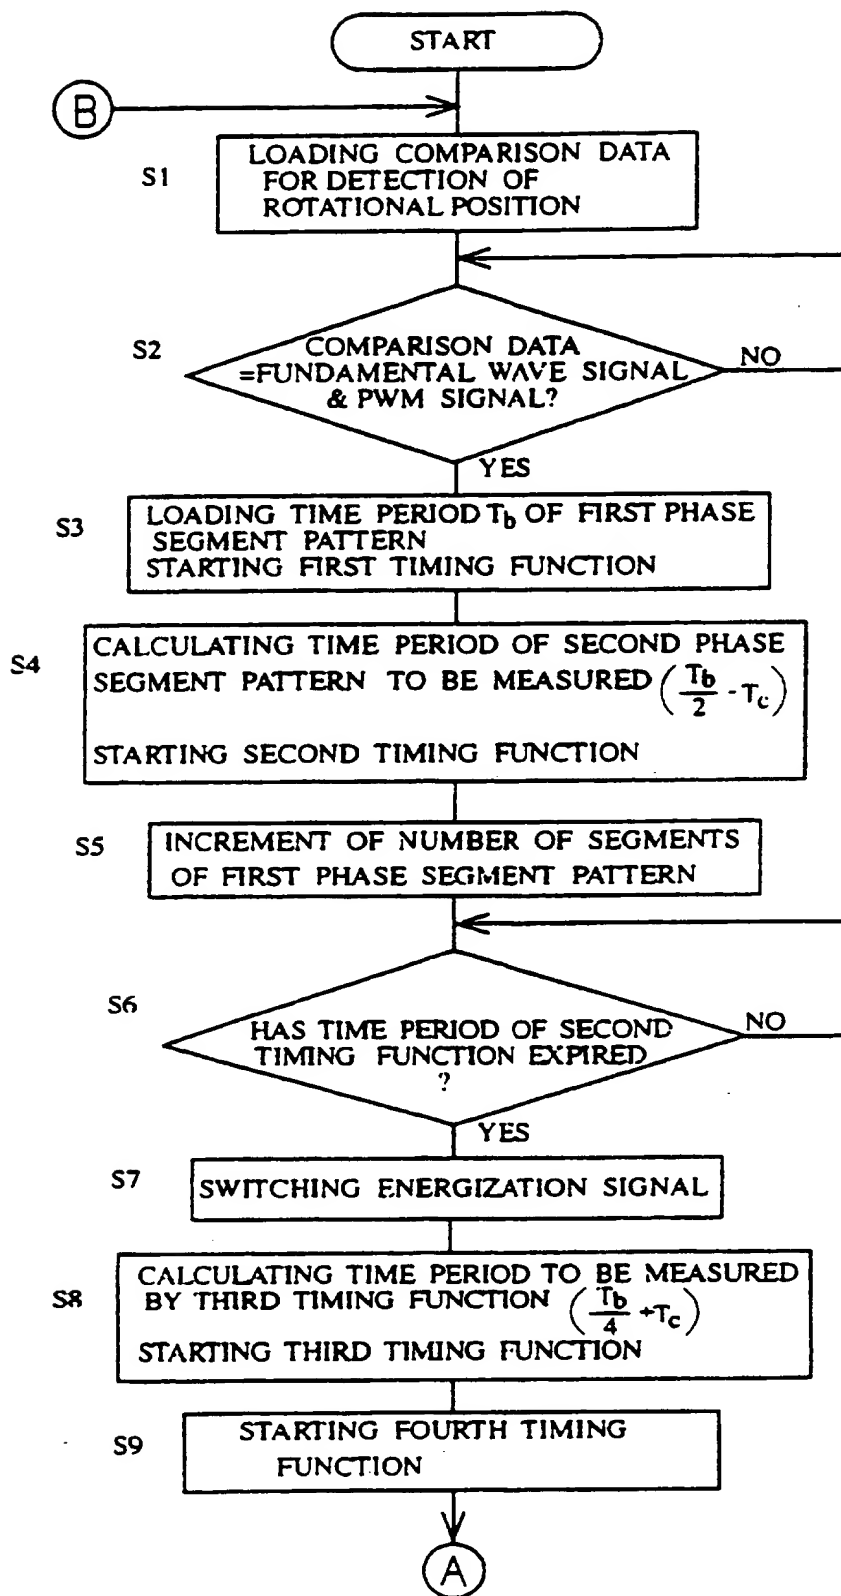 START
B
S1
LOADING COMPARISON DATA
FOR DETECTION OF
ROTATIONAL POSITION
S2
COMPARISON DATA
=FUNDAMENTAL WAVE SIGNAL
& PWM SIGNAL?
NO
YES
S3
LOADING TIME PERIOD Tb OF FIRST PHASE
SEGMENT PATTERN
STARTING FIRST TIMING FUNCTION
S4
CALCULATING TIME PERIOD OF SECOND PHASE
SEGMENT PATTERN TO BE MEASURED (Tb/2 - Tc)
STARTING SECOND TIMING FUNCTION
S5
INCREMENT OF NUMBER OF SEGMENTS
OF FIRST PHASE SEGMENT PATTERN
S6
HAS TIME PERIOD OF SECOND
TIMING FUNCTION EXPIRED
?
NO
YES
S7
SWITCHING ENERGIZATION SIGNAL
S8
CALCULATING TIME PERIOD TO BE MEASURED
BY THIRD TIMING FUNCTION (Tb/4 +Tc)
STARTING THIRD TIMING FUNCTION
S9
STARTING FOURTH TIMING
FUNCTION
A